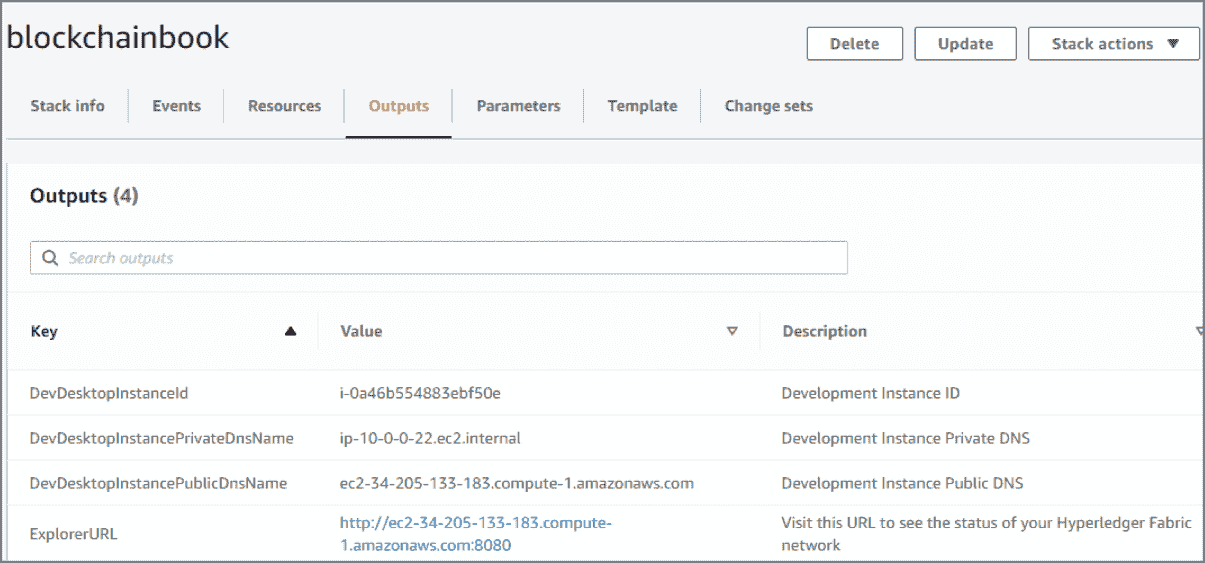 blockchainbook
Delete
Update
Stack actions
Stack info
Events
Resources
Outputs
Parameters
Template
Change sets
Outputs (4)
Search outputs
Key
Value
Description
DevDesktopInstanceId
i-0a46b554883ebf50e
Development Instance ID
DevDesktopInstancePrivateDnsName
ip-10-0-0-22.ec2.internal
Development Instance Private DNS
DevDesktopInstancePublicDnsName
ec2-34-205-133-183.compute-1.amazonaws.com
Development Instance Public DNS
ExplorerURL
http://ec2-34-205-133-183.compute-
1.amazonaws.com:8080
Visit this URL to see the status of your Hyperledger Fabric
network